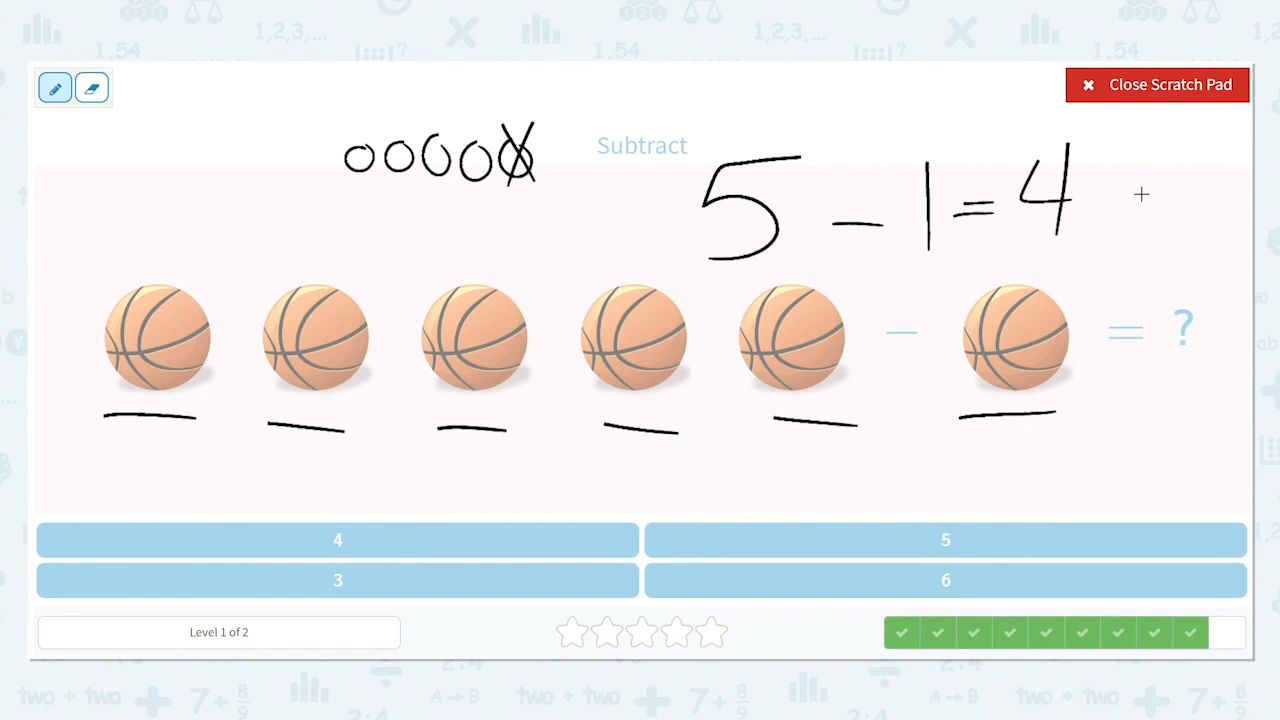 Close Scratch Pad
Subtract
5 - 1 = 4
− = ?
4
5
3
6
Level 1 of 2